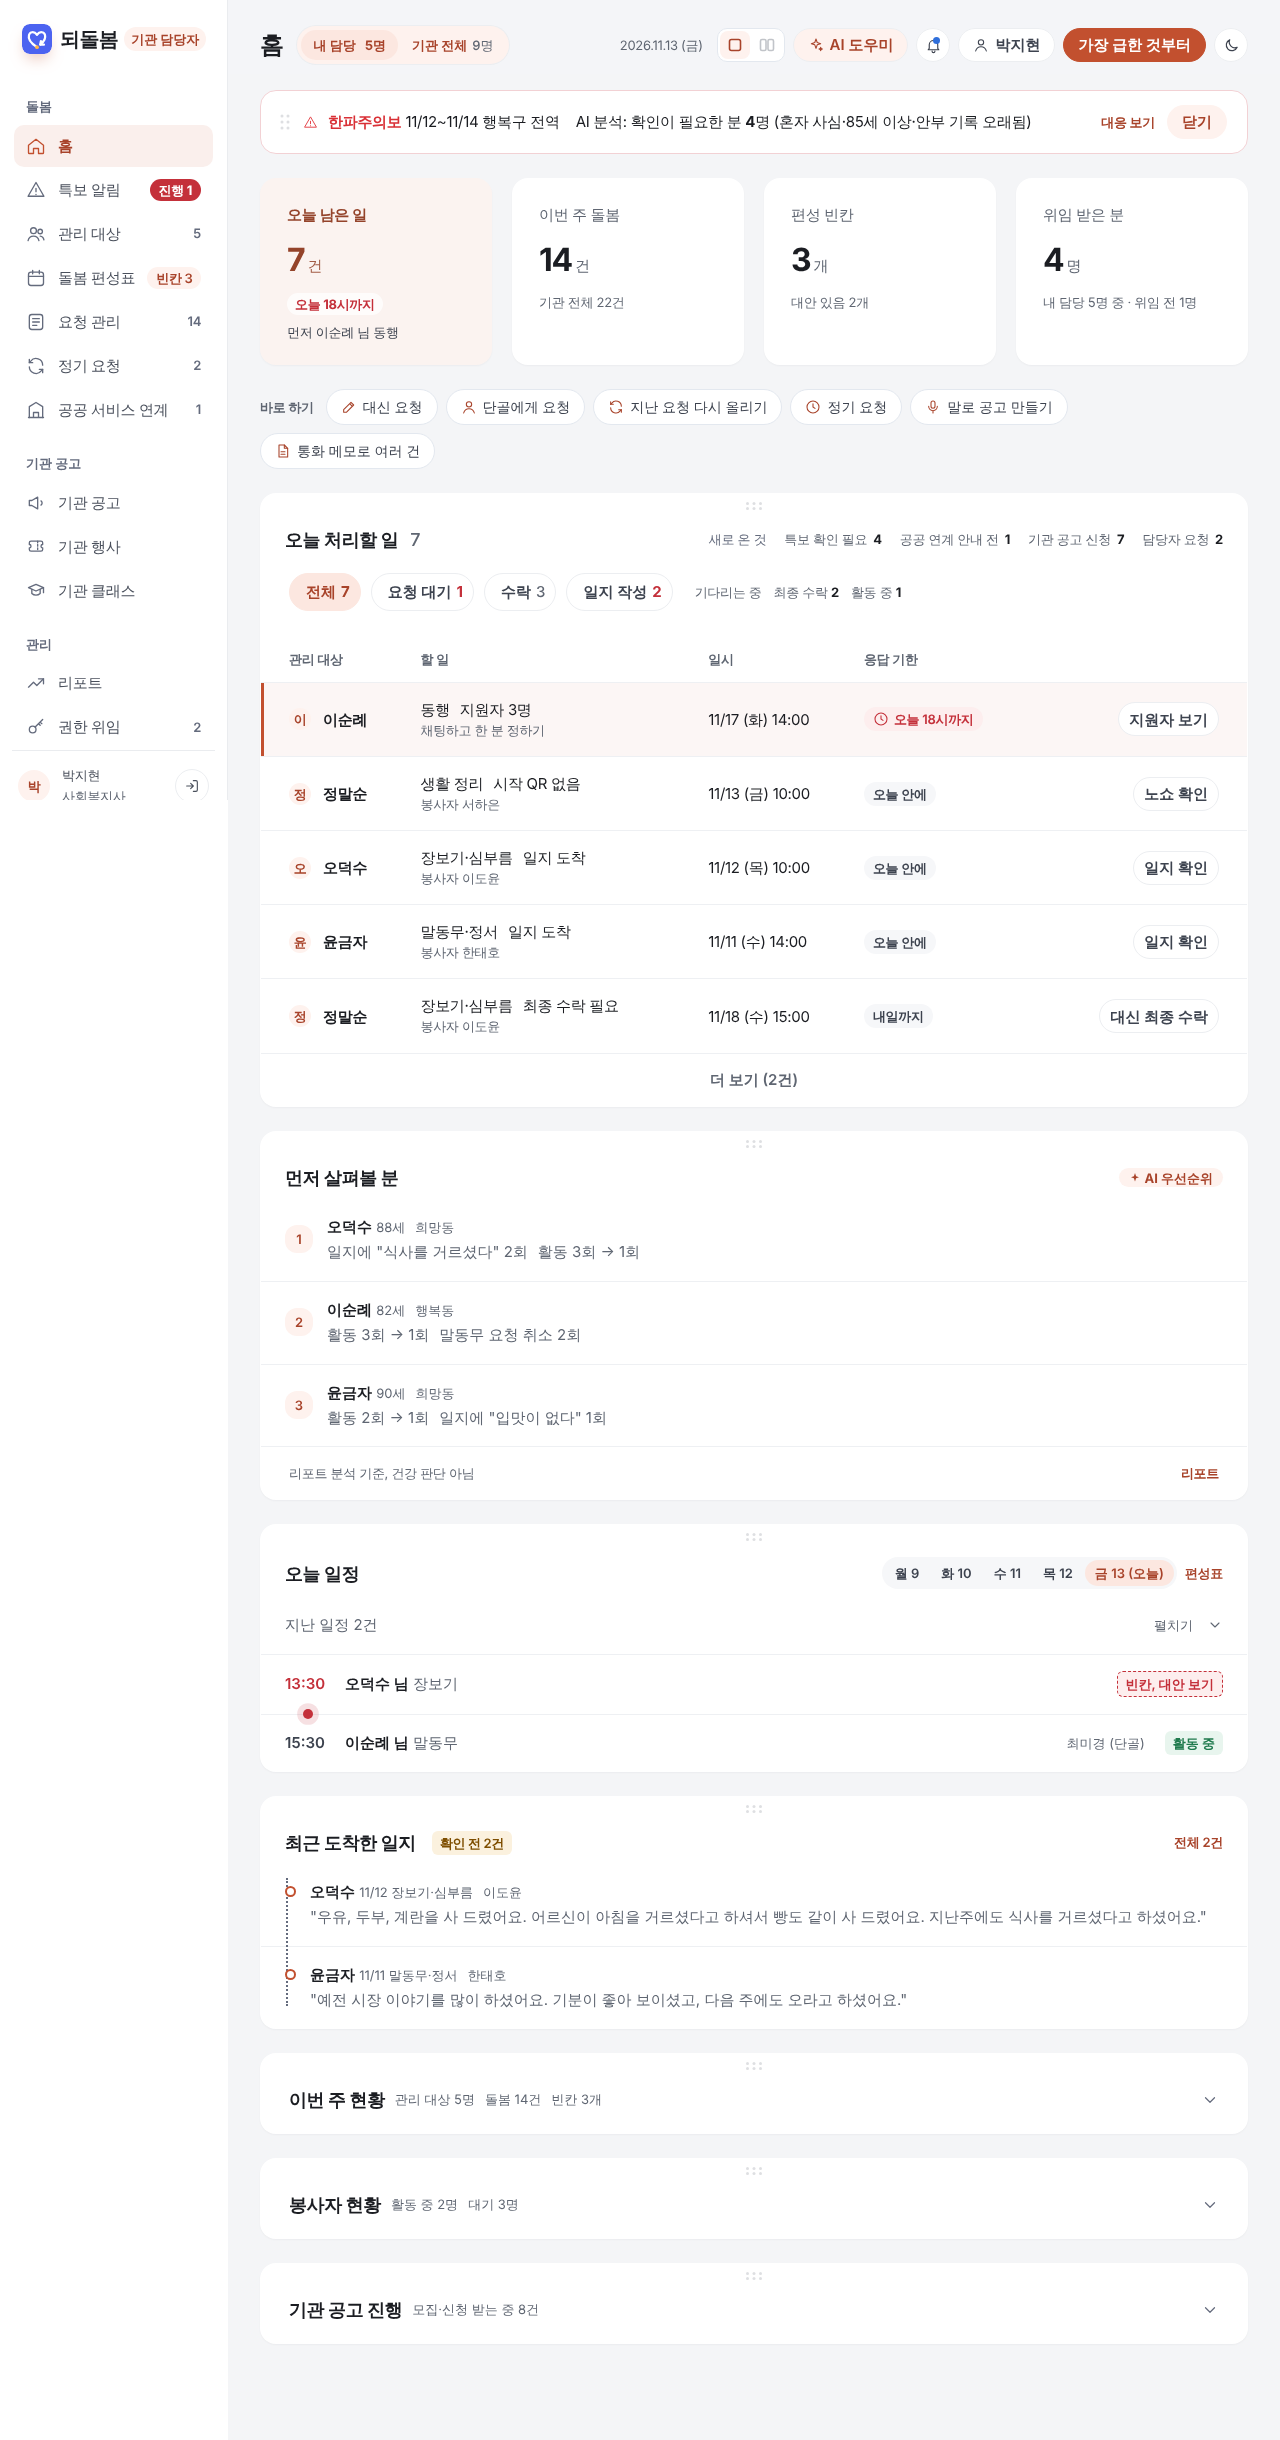 되돌봄 기관 담당자
돌봄
홈
특보 알림 진행 1
관리 대상 5
돌봄 편성표 빈칸 3
요청 관리 14
정기 요청 2
공공 서비스 연계 1
기관 공고
기관 공고
기관 행사
기관 클래스
관리
리포트
권한 위임 2
박 박지현
사회복지사
홈 내 담당 5명 기관 전체 9명 2026.11.13 (금) AI 도우미 박지현 가장 급한 것부터
한파주의보 11/12~11/14 행복구 전역 AI 분석: 확인이 필요한 분 4명 (혼자 사심·85세 이상·안부 기록 오래됨) 대응 보기 닫기
오늘 남은 일
7건
오늘 18시까지
먼저 이순례 님 동행
이번 주 돌봄
14건
기관 전체 22건
편성 빈칸
3개
대안 있음 2개
위임 받은 분
4명
내 담당 5명 중 · 위임 전 1명
바로 하기 대신 요청 단골에게 요청 지난 요청 다시 올리기 정기 요청 말로 공고 만들기
통화 메모로 여러 건
오늘 처리할 일 7 새로 온 것 특보 확인 필요 4 공공 연계 안내 전 1 기관 공고 신청 7 담당자 요청 2
전체 7 요청 대기 1 수락 3 일지 작성 2 기다리는 중 최종 수락 2 활동 중 1
관리 대상 할 일 일시 응답 기한
이 이순례 동행 지원자 3명 11/17 (화) 14:00 오늘 18시까지 지원자 보기
채팅하고 한 분 정하기
정 정말순 생활 정리 시작 QR 없음 11/13 (금) 10:00 오늘 안에 노쇼 확인
봉사자 서하은
오 오덕수 장보기·심부름 일지 도착 11/12 (목) 10:00 오늘 안에 일지 확인
봉사자 이도윤
윤 윤금자 말동무·정서 일지 도착 11/11 (수) 14:00 오늘 안에 일지 확인
봉사자 한태호
정 정말순 장보기·심부름 최종 수락 필요 11/18 (수) 15:00 내일까지 대신 최종 수락
봉사자 이도윤
더 보기 (2건)
먼저 살펴볼 분 AI 우선순위
1 오덕수 88세 희망동
일지에 "식사를 거르셨다" 2회 활동 3회 → 1회
2 이순례 82세 행복동
활동 3회 → 1회 말동무 요청 취소 2회
3 윤금자 90세 희망동
활동 2회 → 1회 일지에 "입맛이 없다" 1회
리포트 분석 기준, 건강 판단 아님 리포트
오늘 일정 월 9 화 10 수 11 목 12 금 13 (오늘) 편성표
지난 일정 2건 펼치기
13:30 오덕수 님 장보기 빈칸, 대안 보기
15:30 이순례 님 말동무 최미경 (단골) 활동 중
최근 도착한 일지 확인 전 2건 전체 2건
오덕수 11/12 장보기·심부름 이도윤
"우유, 두부, 계란을 사 드렸어요. 어르신이 아침을 거르셨다고 하셔서 빵도 같이 사 드렸어요. 지난주에도 식사를 거르셨다고 하셨어요."
윤금자 11/11 말동무·정서 한태호
"예전 시장 이야기를 많이 하셨어요. 기분이 좋아 보이셨고, 다음 주에도 오라고 하셨어요."
이번 주 현황 관리 대상 5명 돌봄 14건 빈칸 3개
봉사자 현황 활동 중 2명 대기 3명
기관 공고 진행 모집·신청 받는 중 8건